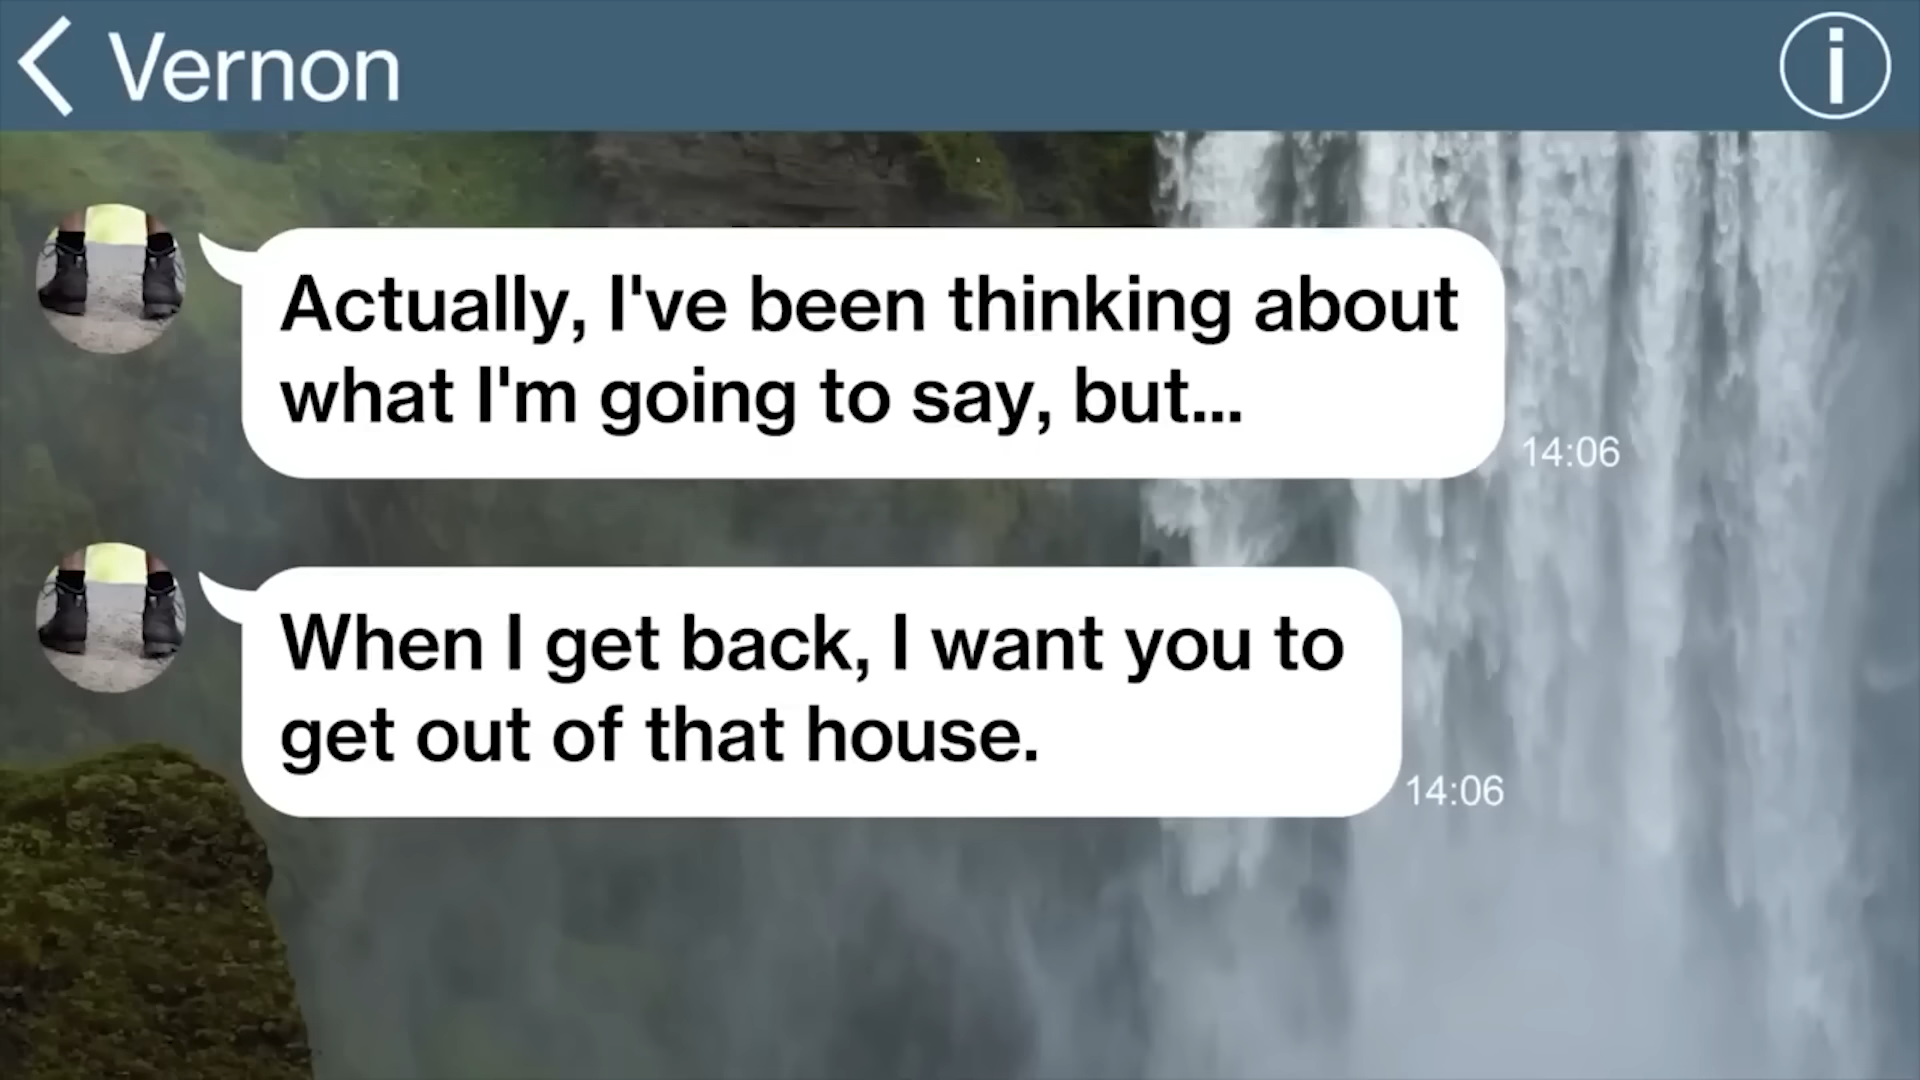 Vernon
Actually, I've been thinking about
what I'm going to say, but...
14:06
When I get back, I want you to
get out of that house.
14:06